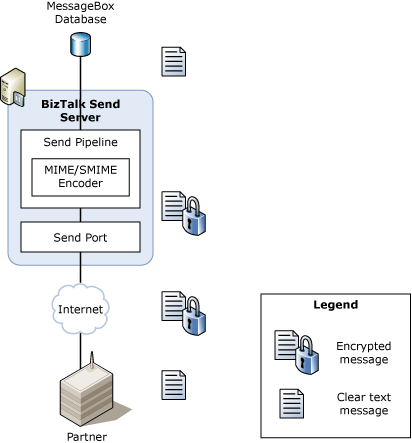 MessageBox
Database
BizTalk Send
Server
Send Pipeline
MIME/SMIME
Encoder
Send Port
Internet
Partner
Legend
Encrypted
message
Clear text
message